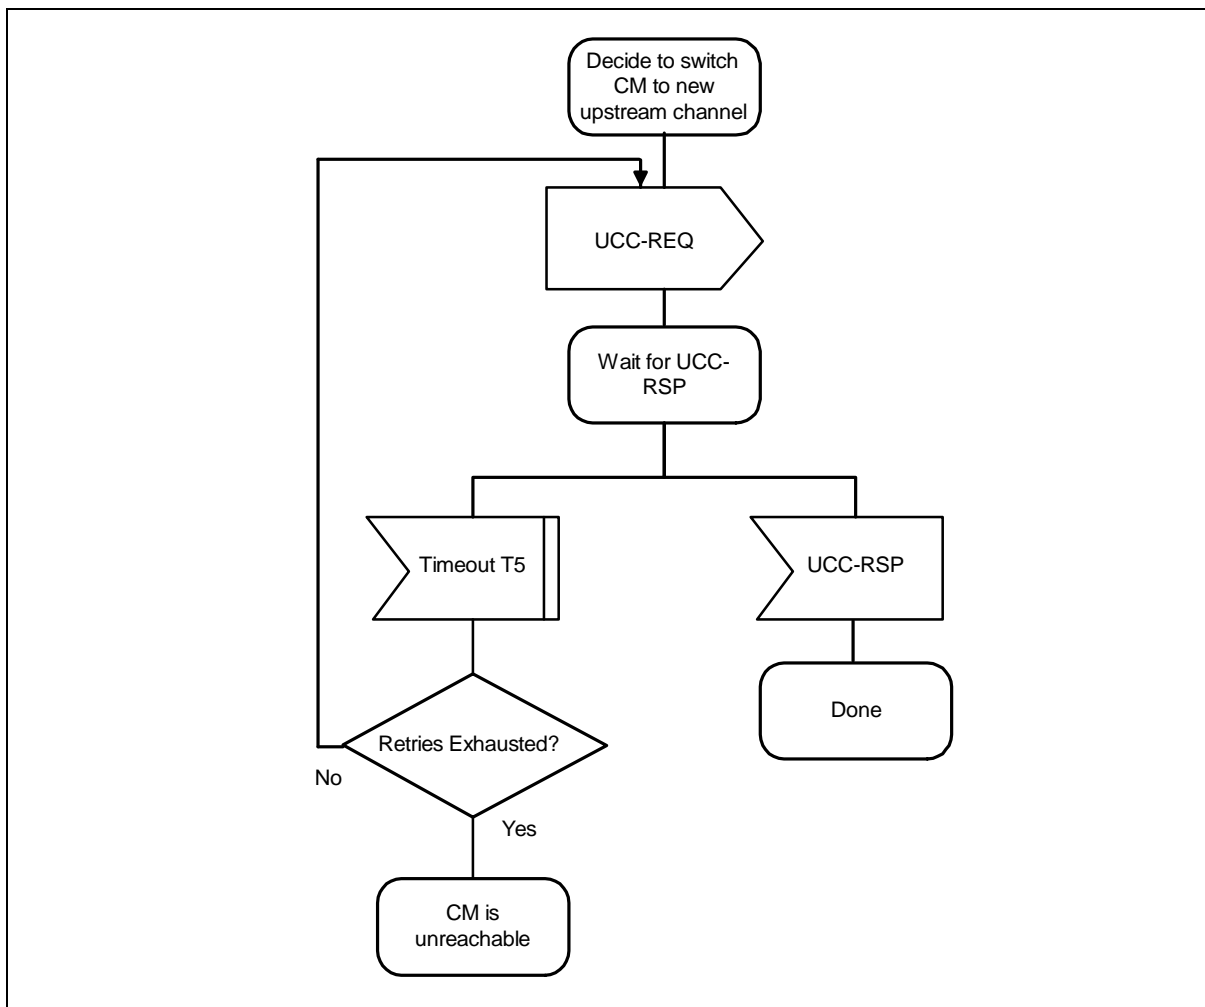 Decide to switch
CM to new
upstream channel
UCC-REQ
Wait for UCC-
RSP
Timeout T5
UCC-RSP
Retries Exhausted?
Done
No
Yes
CM is
unreachable